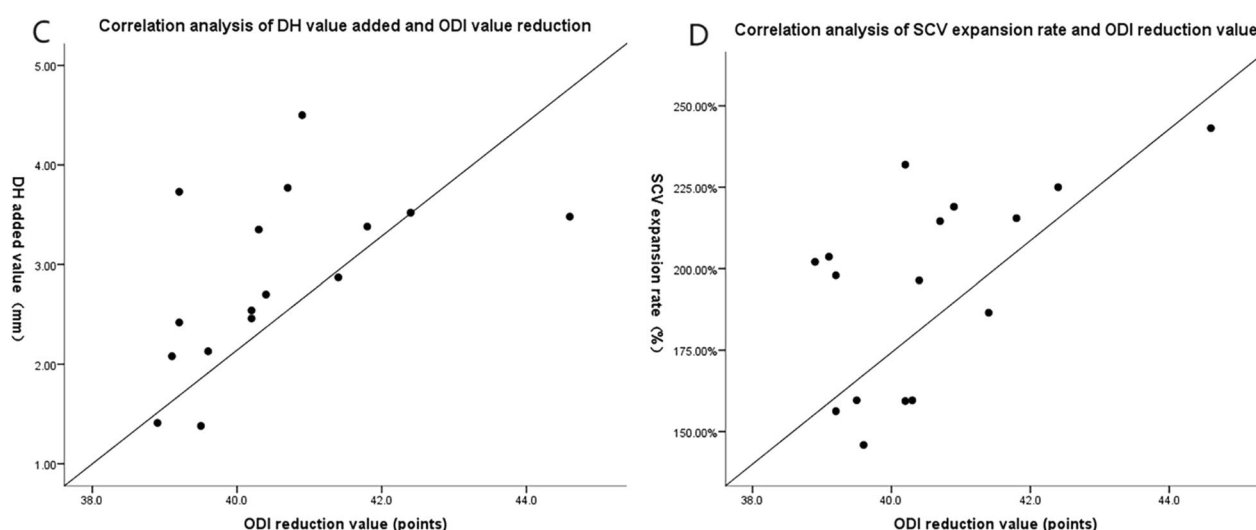 C
Correlation analysis of DH value added and ODI value reduction
5.00
4.00
3.00
2.00
1.00
DH added value (mm)
38.0
40.0
42.0
44.0
ODI reduction value (points)
D
Correlation analysis of SCV expansion rate and ODI reduction value
250.00%
225.00%
200.00%
175.00%
150.00%
SCV expansion rate (%)
38.0
40.0
42.0
44.0
ODI reduction value (points)